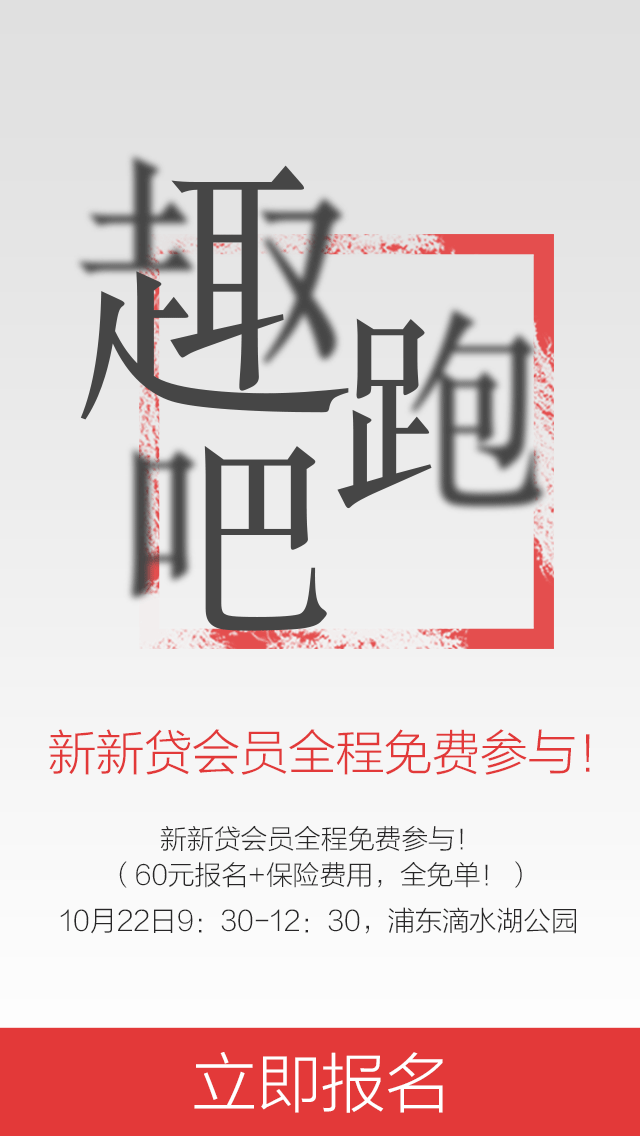 趣跑吧
新新贷会员全程免费参与！
新新贷会员全程免费参与！
（60元报名+保险费用，全免单！）
10月22日9：30-12：30，浦东滴水湖公园
立即报名